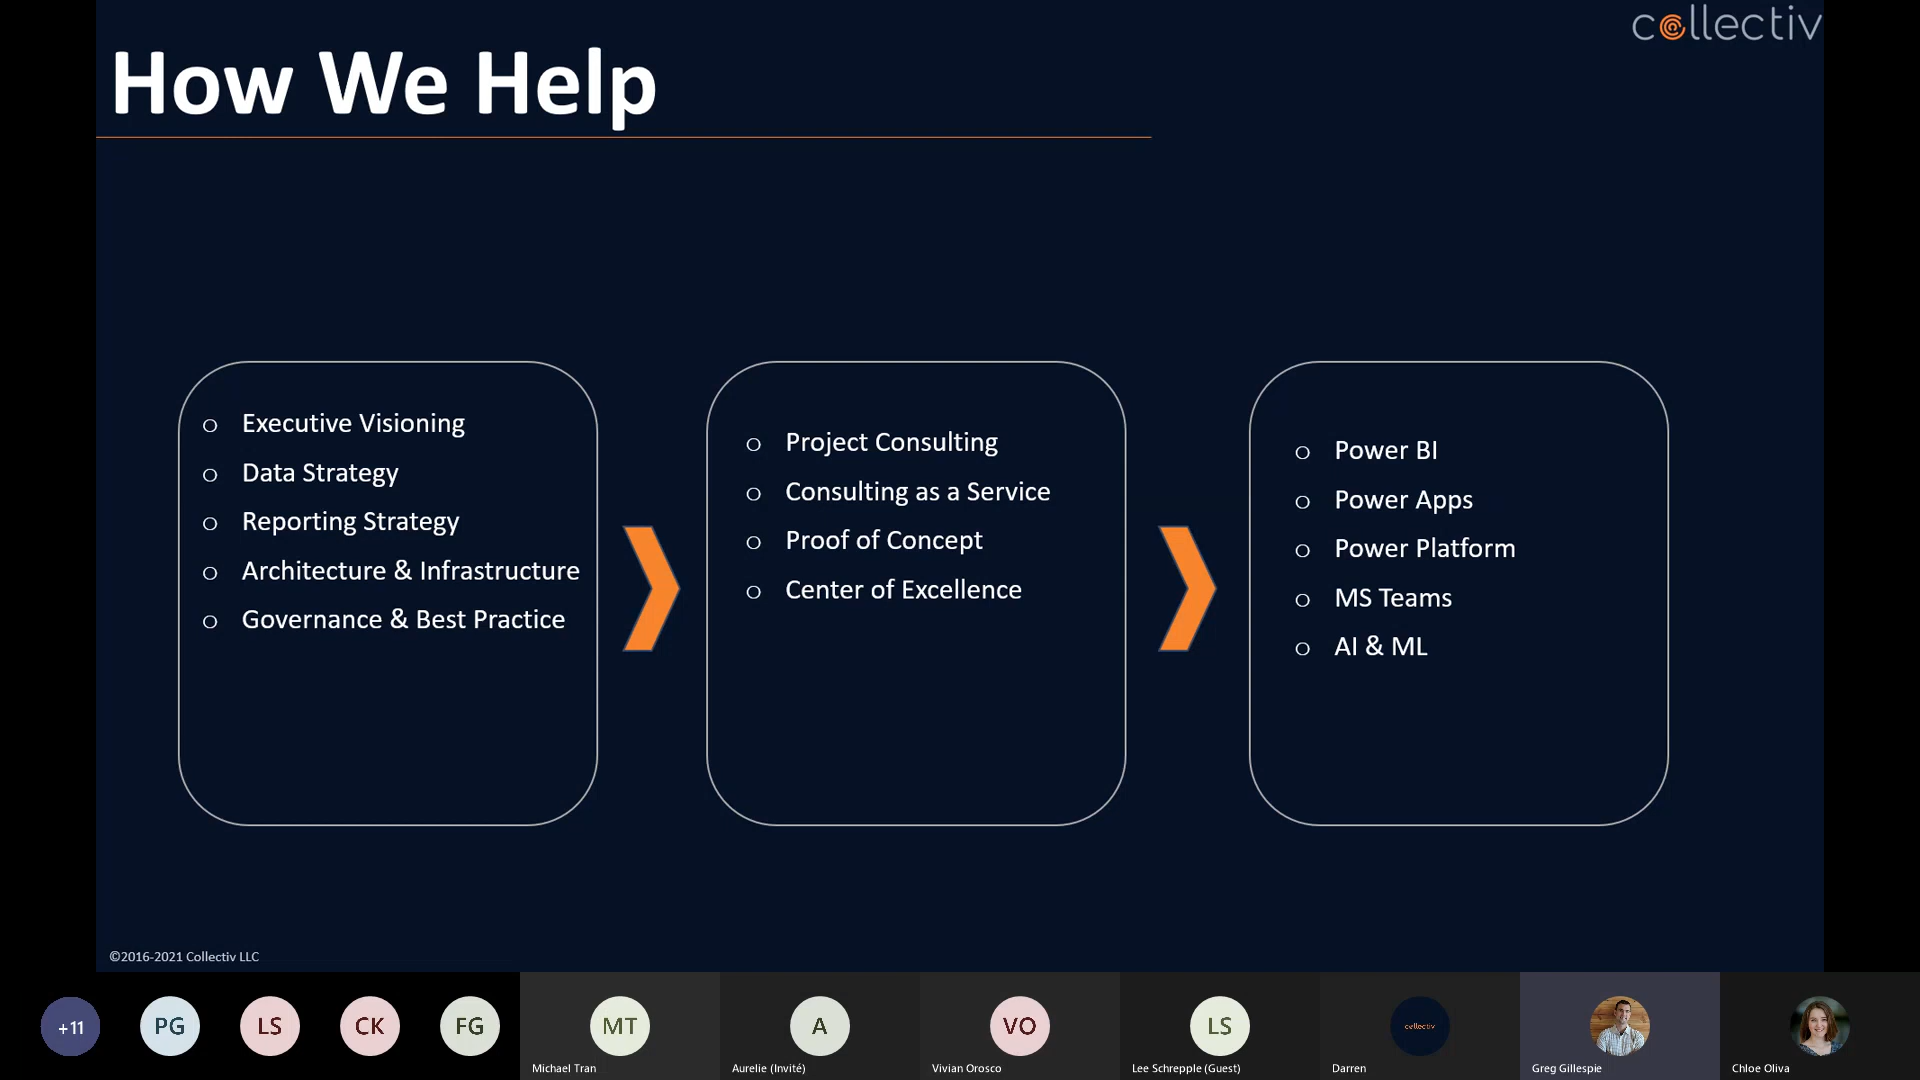 collectiv
How We Help
o Executive Visioning
o Data Strategy
o Reporting Strategy
o Architecture & Infrastructure
o Governance & Best Practice
o Project Consulting
o Consulting as a Service
o Proof of Concept
o Center of Excellence
o Power BI
o Power Apps
o Power Platform
o MS Teams
o AI & ML
©2016-2021 Collectiv LLC
+11
PG
LS
CK
FG
MT
Michael Tran
A
Aurelie (Invité)
VO
Vivian Orosco
LS
Lee Schrepple (Guest)
collectiv
Darren
Greg Gillespie
Chloe Oliva